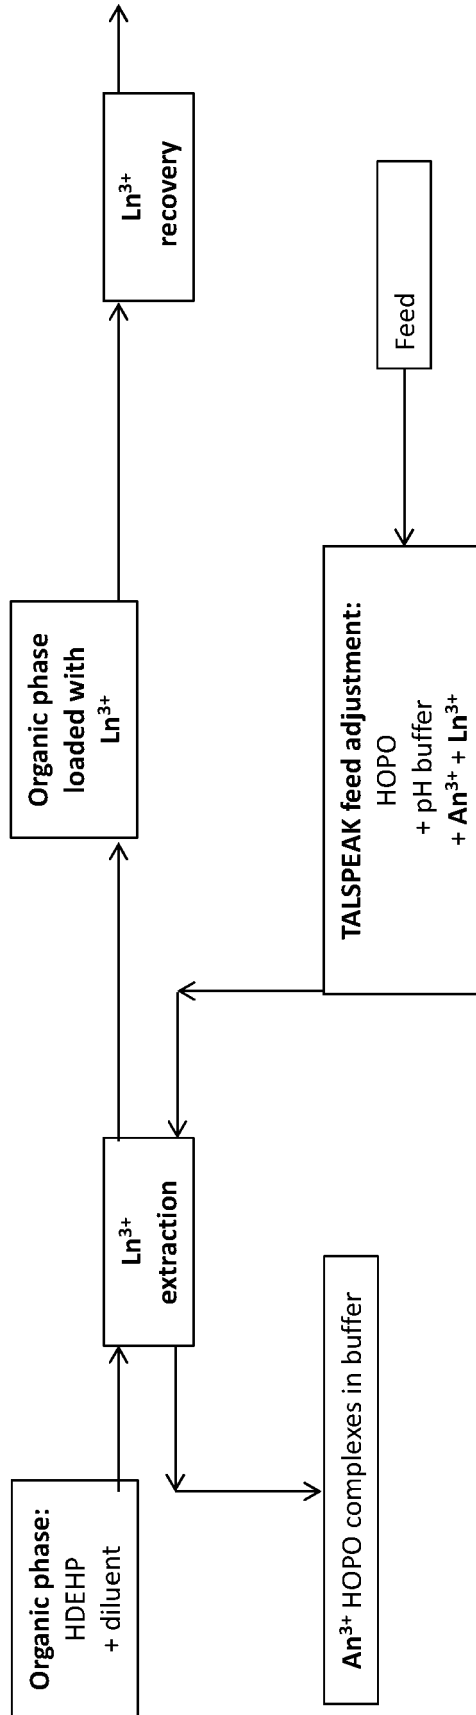 Organic phase:
HDEHP
+ diluent
Ln³⁺
extraction
Organic phase
loaded with
Ln³⁺
Ln³⁺
recovery
An³⁺ HOPO complexes in buffer
TALSPEAK feed adjustment:
HOPO
+ pH buffer
+ An³⁺ + Ln³⁺
Feed